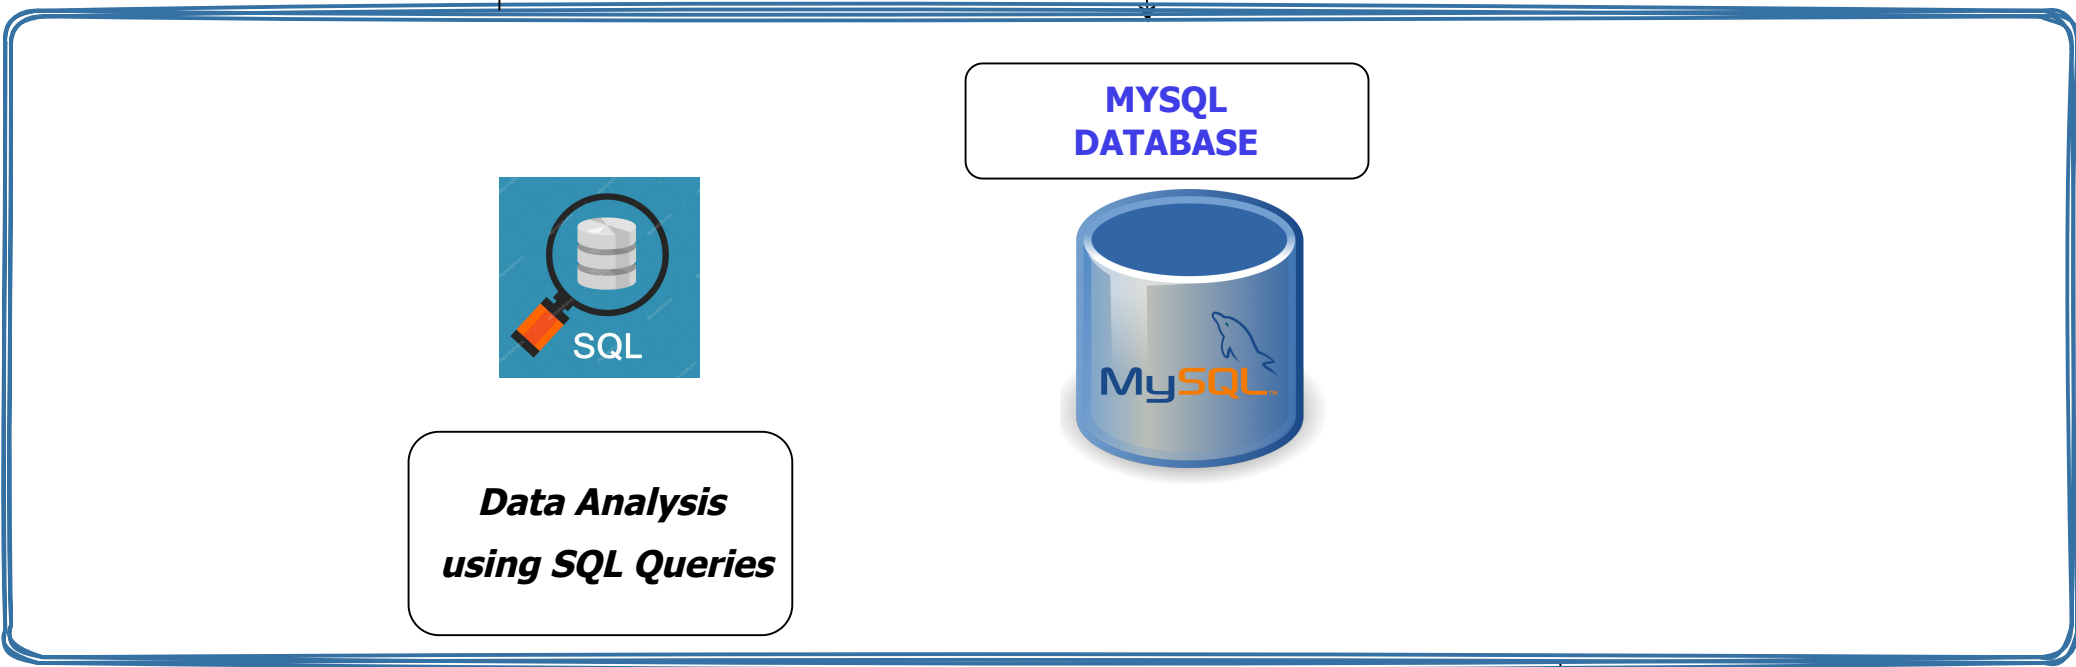 MYSQL
DATABASE
SQL
MySQL
Data Analysis
using SQL Queries